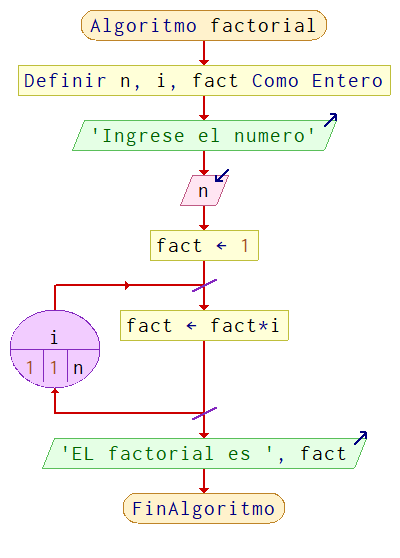 Algoritmo factorial
Definir n, i, fact Como Entero
'Ingrese el numero'
n
fact ← 1
i
1 1 n
fact ← fact*i
'EL factorial es ', fact
FinAlgoritmo